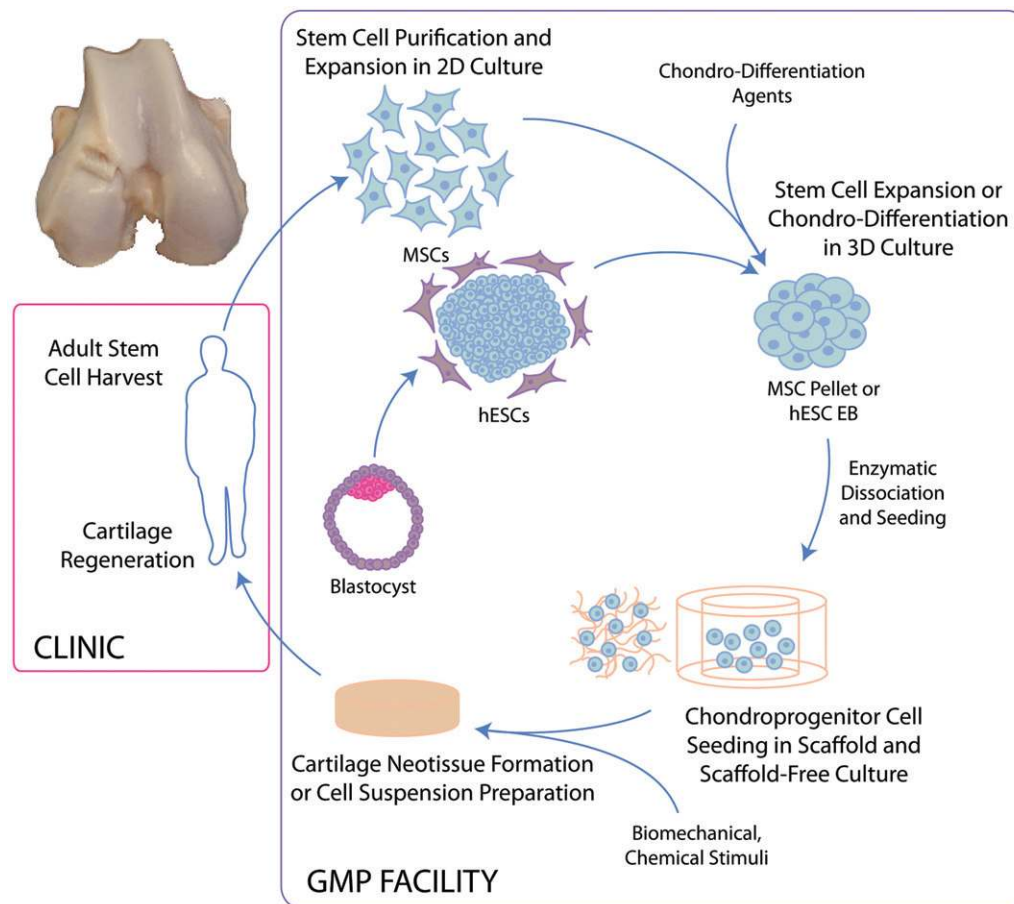 Stem Cell Purification and
Expansion in 2D Culture
Chondro-Differentiation
Agents
Stem Cell Expansion or
Chondro-Differentiation
in 3D Culture
MSCs
hESCs
MSC Pellet or
hESC EB
Adult Stem
Cell Harvest
Enzymatic
Dissociation
and Seeding
Cartilage
Regeneration
Blastocyst
CLINIC
Chondroprogenitor Cell
Seeding in Scaffold and
Scaffold-Free Culture
Cartilage Neotissue Formation
or Cell Suspension Preparation
Biomechanical,
Chemical Stimuli
GMP FACILITY